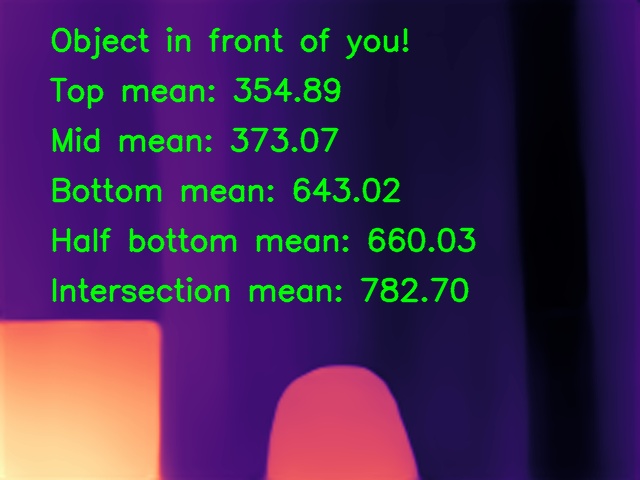 Object in front of you!
Top mean: 354.89
Mid mean: 373.07
Bottom mean: 643.02
Half bottom mean: 660.03
Intersection mean: 782.70